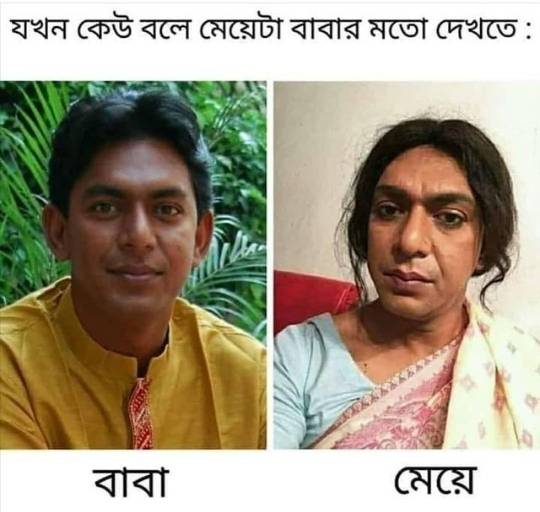 যখন কেউ বলে মেয়েটা বাবার মতো দেখতে :
বাবা
মেয়ে